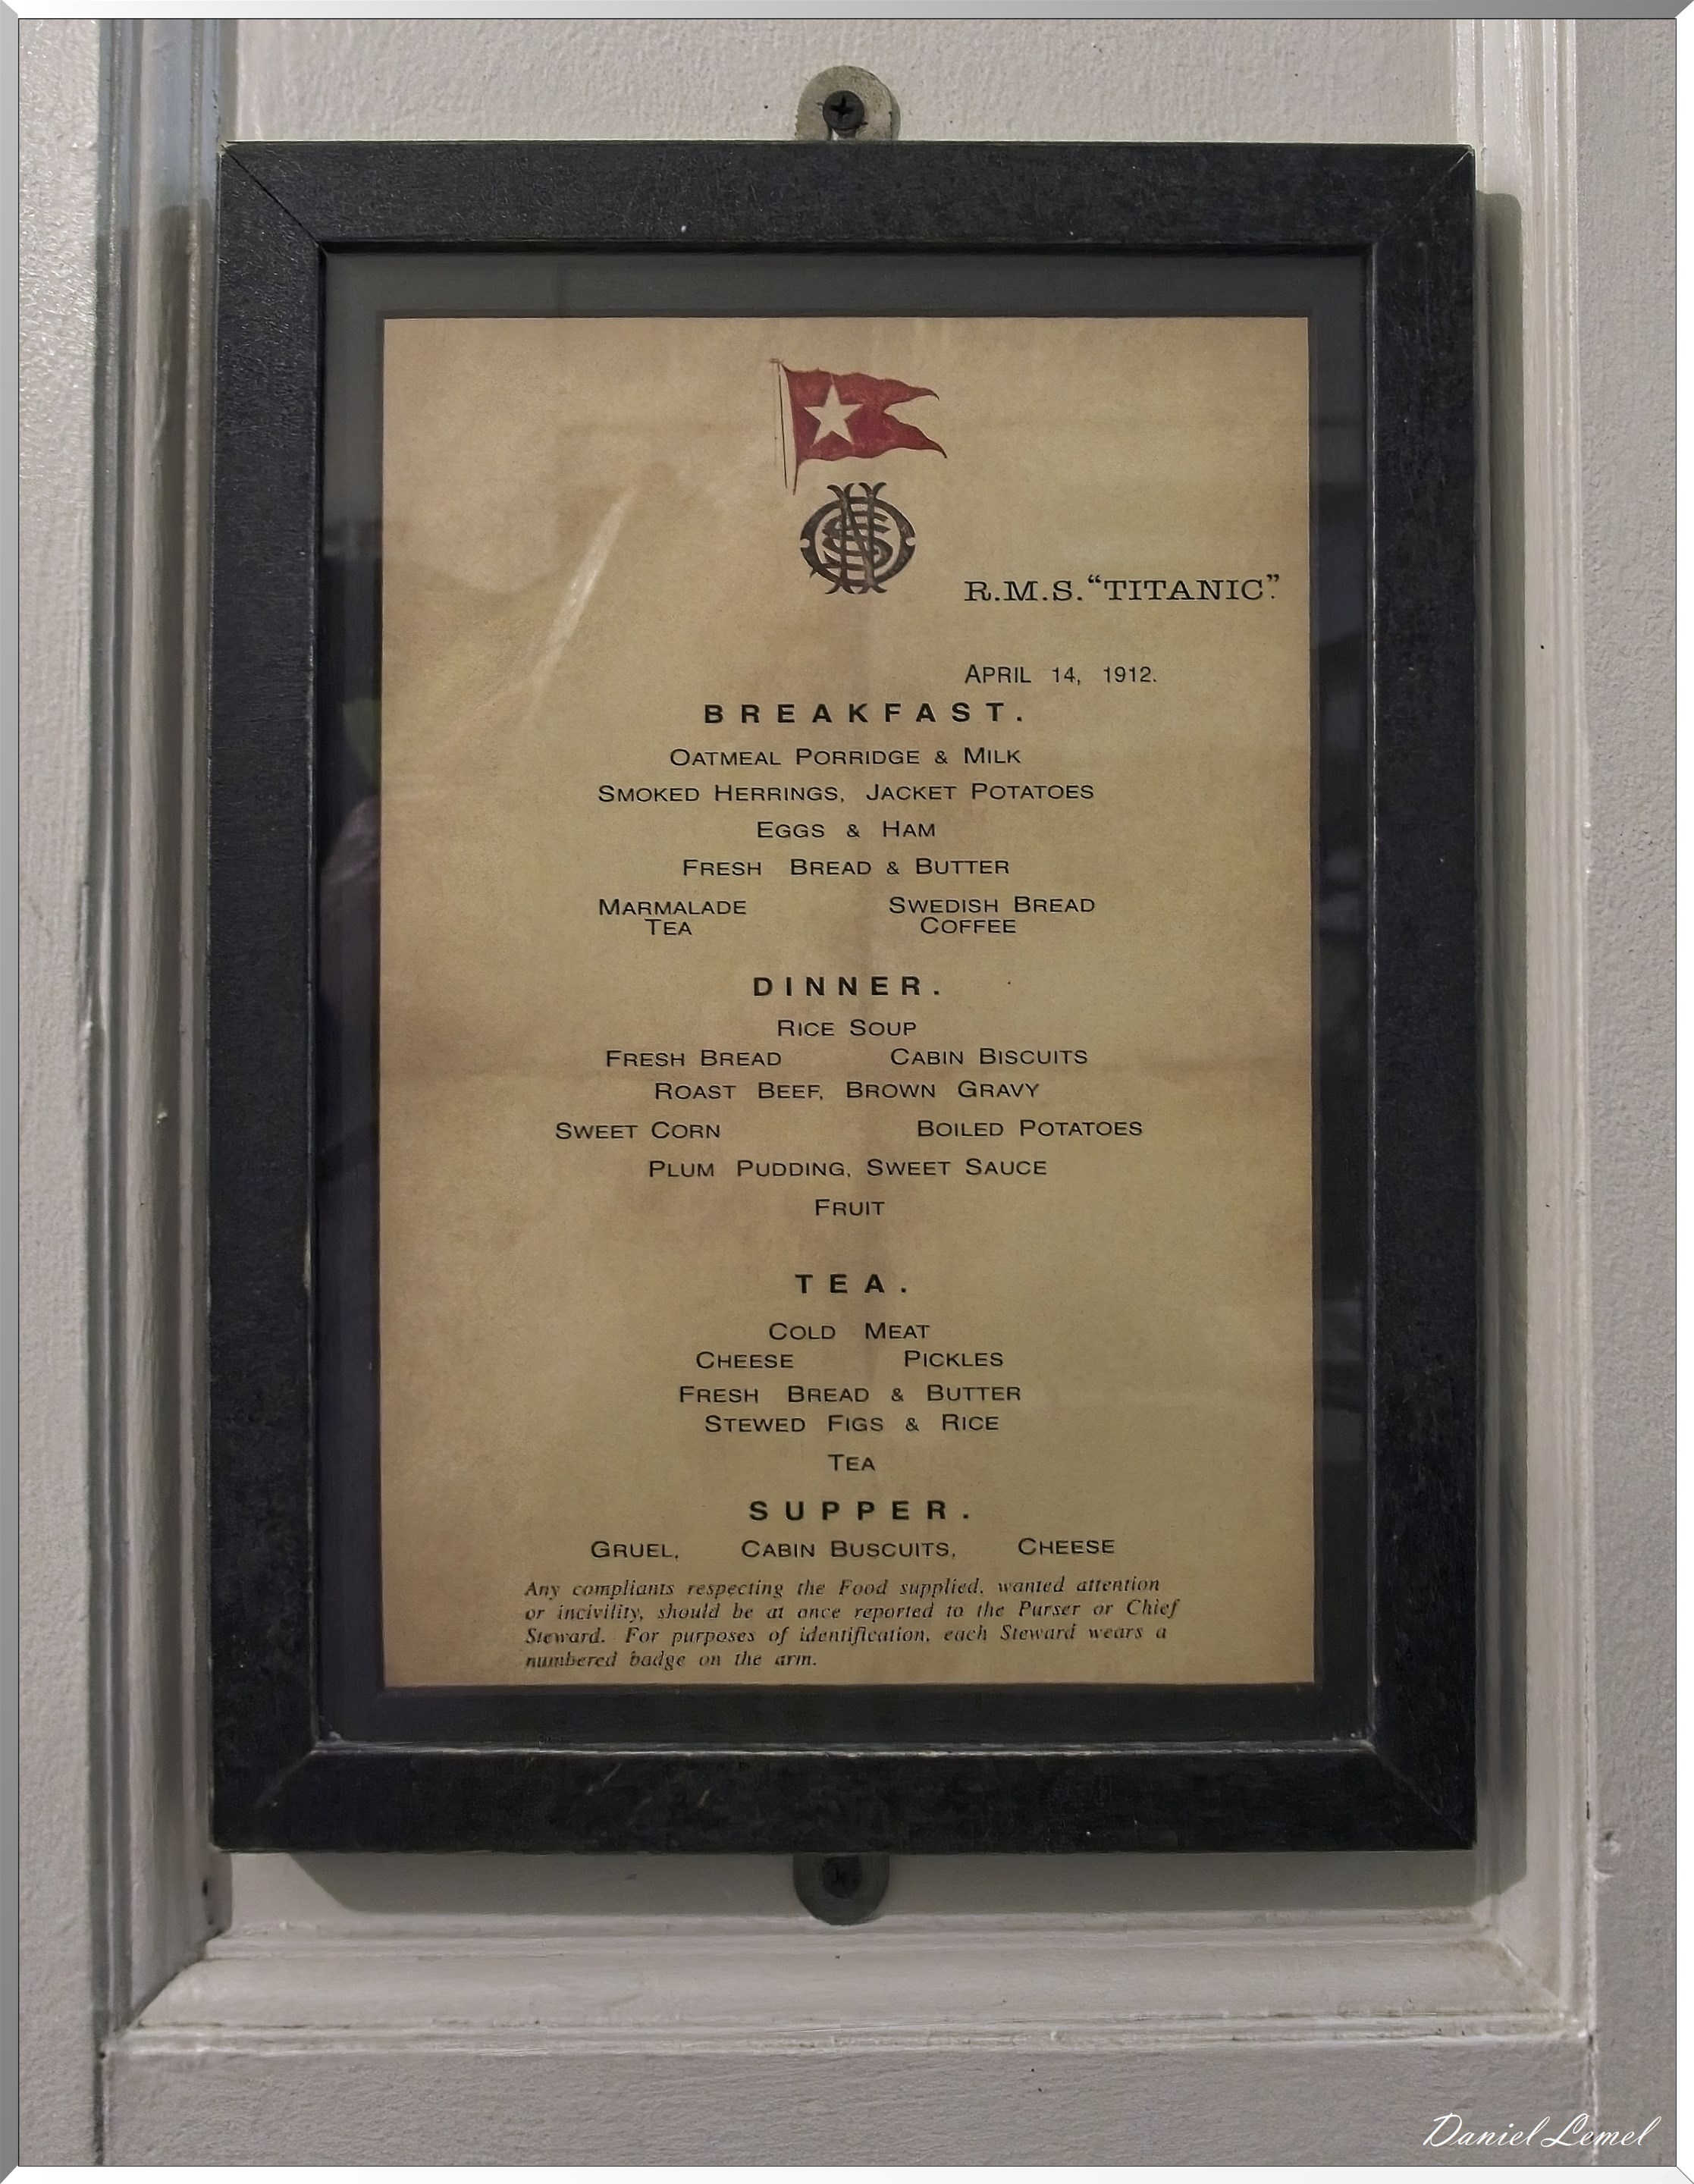 R.M.S. “TITANIC”.
APRIL 14, 1912.
BREAKFAST.
OATMEAL PORRIDGE & MILK
SMOKED HERRINGS, JACKET POTATOES
EGGS & HAM
FRESH BREAD & BUTTER
MARMALADE SWEDISH BREAD
TEA COFFEE
DINNER.
RICE SOUP
FRESH BREAD CABIN BISCUITS
ROAST BEEF, BROWN GRAVY
SWEET CORN BOILED POTATOES
PLUM PUDDING, SWEET SAUCE
FRUIT
TEA.
COLD MEAT
CHEESE PICKLES
FRESH BREAD & BUTTER
STEWED FIGS & RICE
TEA
SUPPER.
GRUEL, CABIN BUSCUITS, CHEESE
Any compliants respecting the Food supplied, wanted attention
or incivility, should be at once reported to the Purser or Chief
Steward. For purposes of identification, each Steward wears a
numbered badge on the arm.
Daniel Lemel